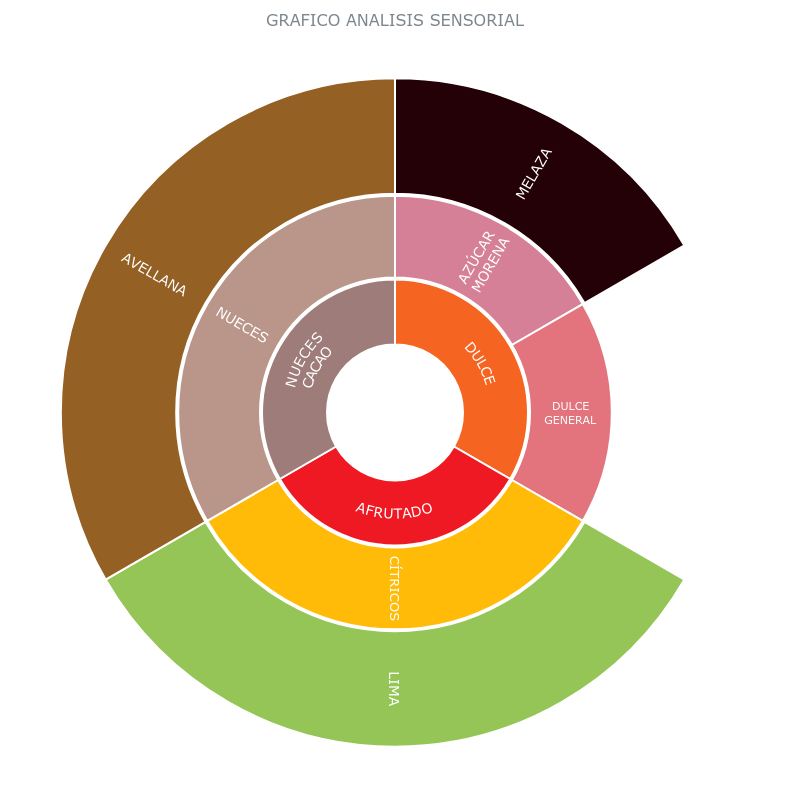 GRAFICO ANALISIS SENSORIAL
MELAZA
AZÚCAR
MORENA
DULCE
DULCE
GENERAL
AVELLANA
NUECES
NUECES
CACAO
AFRUTADO
CÍTRICOS
LIMA